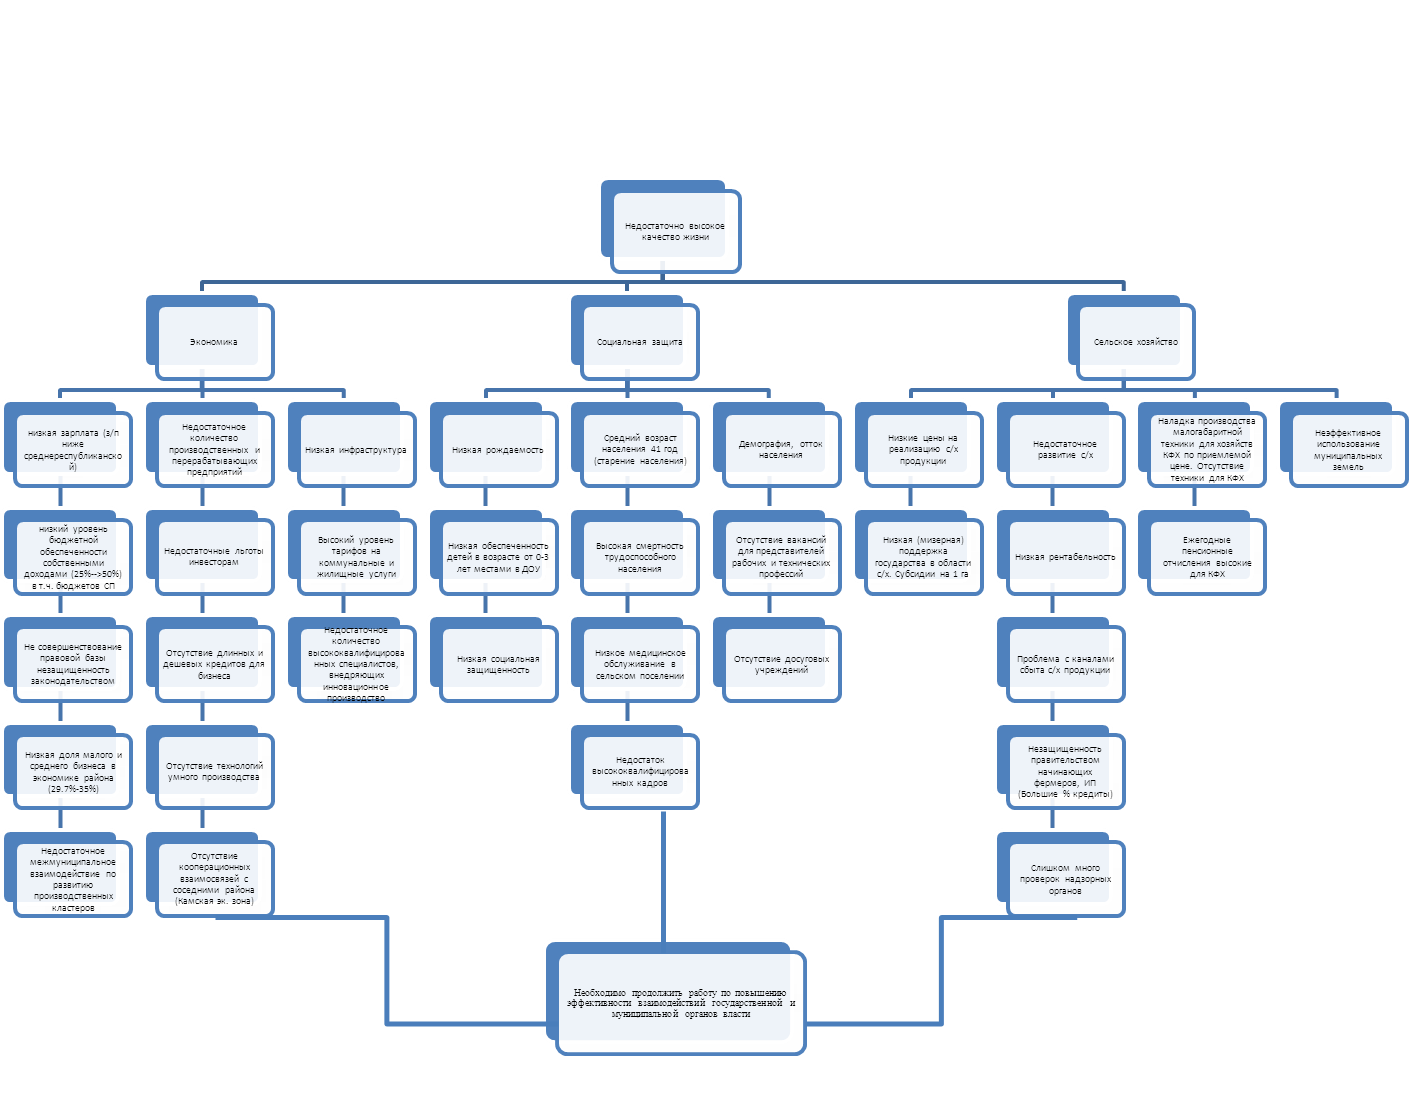 Недостаточно высокое
качество жизни
Экономика
Социальная защита
Сельское хозяйство
низкая зарплата (з/п
ниже
среднереспубликанско
й)
Недостаточное
количество
производственных и
перерабатывающих
предприятий
Низкая инфраструктура
Низкая рождаемость
Средний возраст
населения 41 год
(старение населения)
Демография, отток
населения
Низкие цены на
реализацию с/х
продукции
Недостаточное
развитие с/х
Наладка производства
малогабаритной
техники для хозяйств
КФХ по приемлемой
цене. Отсутствие
техники для КФХ
Неэффективное
использование
муниципальных
земель
низкий уровень
бюджетной
обеспеченности
собственными
доходами (25%-->50%)
в т.ч. бюджетов СП
Недостаточные льготы
инвесторам
Высокий уровень
тарифов на
коммунальные и
жилищные услуги
Низкая обеспеченность
детей в возрасте от 0-3
лет местами в ДОУ
Высокая смертность
трудоспособного
населения
Отсутствие вакансий
для представителей
рабочих и технических
профессий
Низкая (мизерная)
поддержка
государства в области
с/х. Субсидии на 1 га
Низкая рентабельность
Ежегодные
пенсионные
отчисления высокие
для КФХ
Не совершенствование
правовой базы
незащищенность
законодательством
Отсутствие длинных и
дешевых кредитов для
бизнеса
Недостаточное
количество
высококвалифицирова
нных специалистов,
внедряющих
инновационное
производство
Низкая социальная
защищенность
Низкое медицинское
обслуживание в
сельском поселении
Отсутствие досуговых
учреждений
Проблема с каналами
сбыта с/х продукции
Низкая доля малого и
среднего бизнеса в
экономике района
(29.7%-35%)
Отсутствие технологий
умного производства
Недостаток
высококвалифицирова
нных кадров
Незащищенность
правительством
начинающих
фермеров, ИП
(Большие % кредиты)
Недостаточное
межмуниципальное
взаимодействие по
развитию
производственных
кластеров
Отсутствие
кооперационных
взаимосвязей с
соседними района
(Камская эк. зона)
Слишком много
проверок надзорных
органов
Необходимо продолжить работу по повышению
эффективности взаимодействий государственной и
муниципальной органов власти